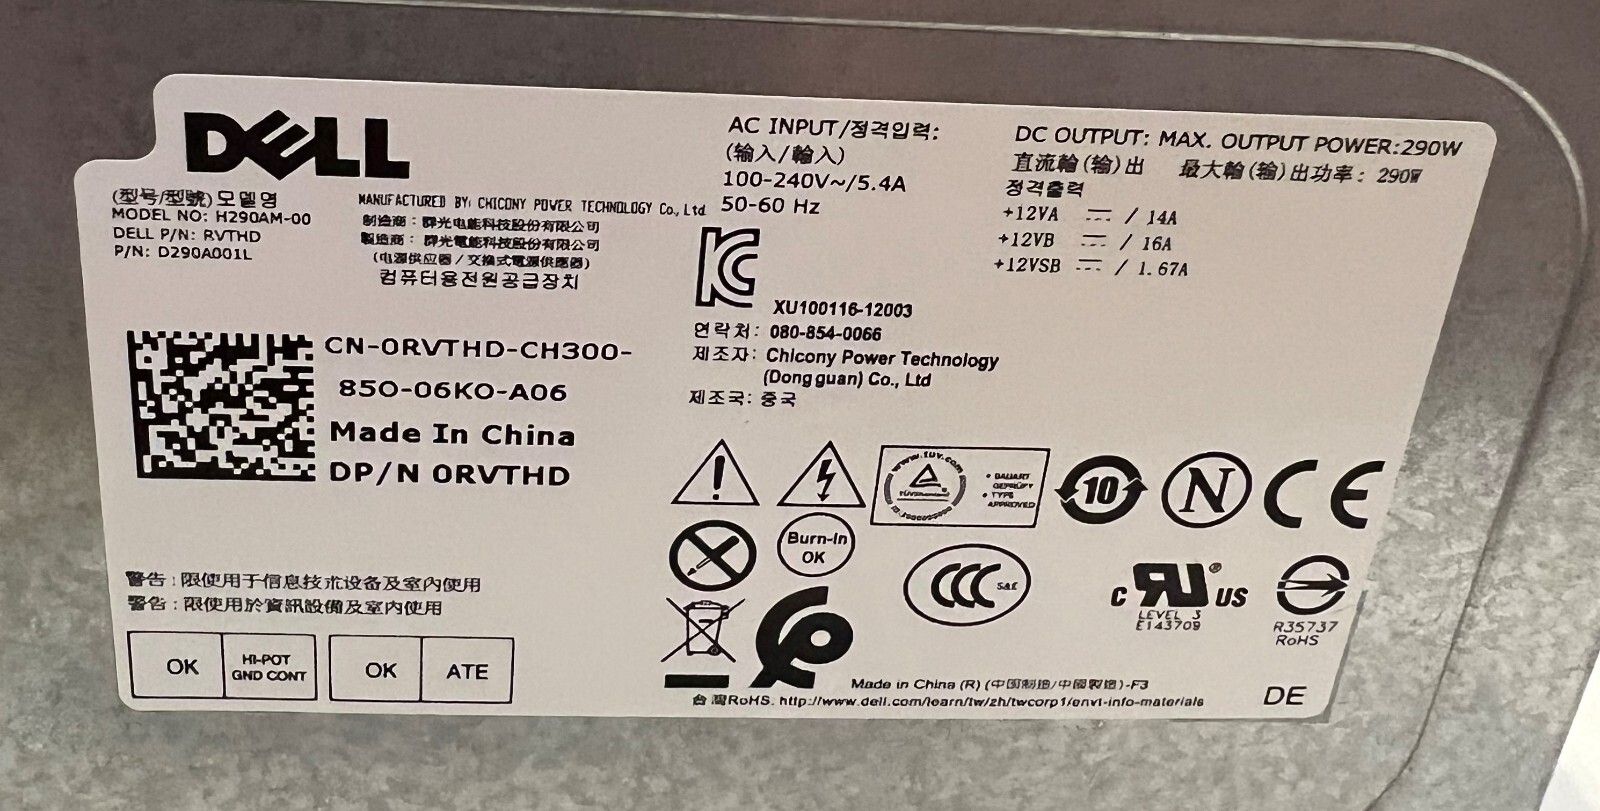 DELL
(型号/型號) 모델명
MODEL NO: H290AM-00
DELL P/N: RVTHD
P/N: D290A001L
MANUFACTURED BY: CHICONY POWER TECHNOLOGY Co., Ltd
制造商：群光电能科技股份有限公司
製造商：群光電能科技股份有限公司
(电源供应器/交換式電源供應器)
컴퓨터용전원공급장치
AC INPUT/정격입력:
(输入/輸入)
100-240V~/5.4A
50-60 Hz
DC OUTPUT: MAX. OUTPUT POWER:290W
直流輸(输)出 最大輸(输)出功率: 290W
정격출력
+12VA ⎓ / 14A
+12VB ⎓ / 16A
+12VSB ⎓ / 1.67A
XU100116-12003
연락처: 080-854-0066
제조자: Chicony Power Technology
(Dongguan) Co., Ltd
제조국: 중국
CN-0RVTHD-CH300-
85O-06KO-A06
Made In China
DP/N 0RVTHD
www.tuv.com
TÜVRheinland
• BAUART
GEPRÜFT
• TYPE
APPROVED
10
N
CE
Burn-In
OK
CCC
S&E
c RU ® US
LEVEL 3
E143709
R35737
RoHS
警告:限使用于信息技术设备及室内使用
警告:限使用於資訊設備及室內使用
OK
HI-POT
GND CONT
OK
ATE
Made in China (R) (中国制造/中國製造)-F3
台灣RoHS: http://www.dell.com/learn/tw/zh/twcorp1/envt-info-materials
DE